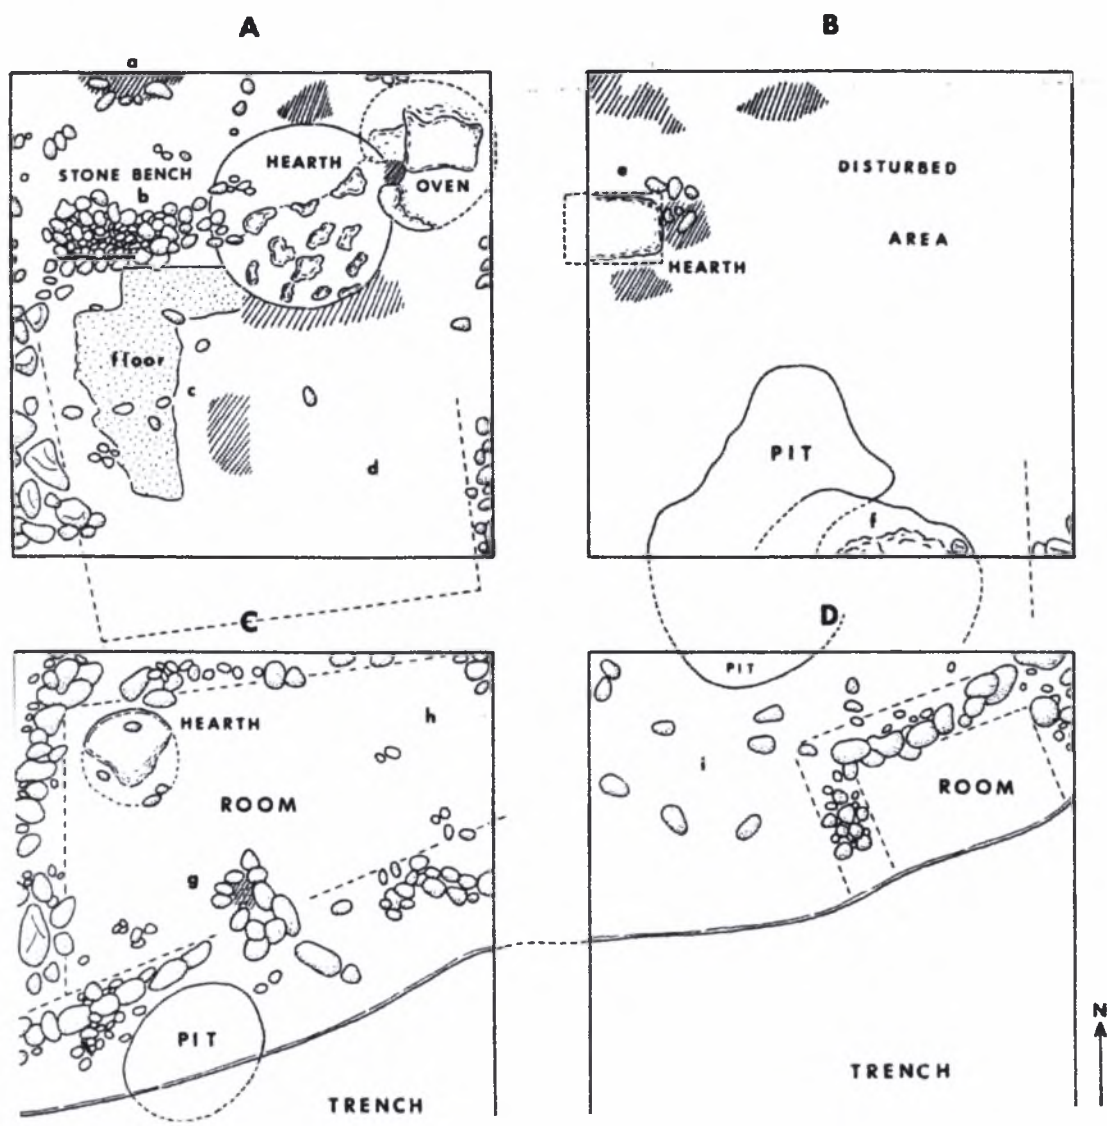 A
a
HEARTH
STONE BENCH
b
OVEN
floor
c
d
B
DISTURBED
e
AREA
HEARTH
PIT
f
C
HEARTH
h
ROOM
g
PIT
TRENCH
D
PIT
i
ROOM
TRENCH
N